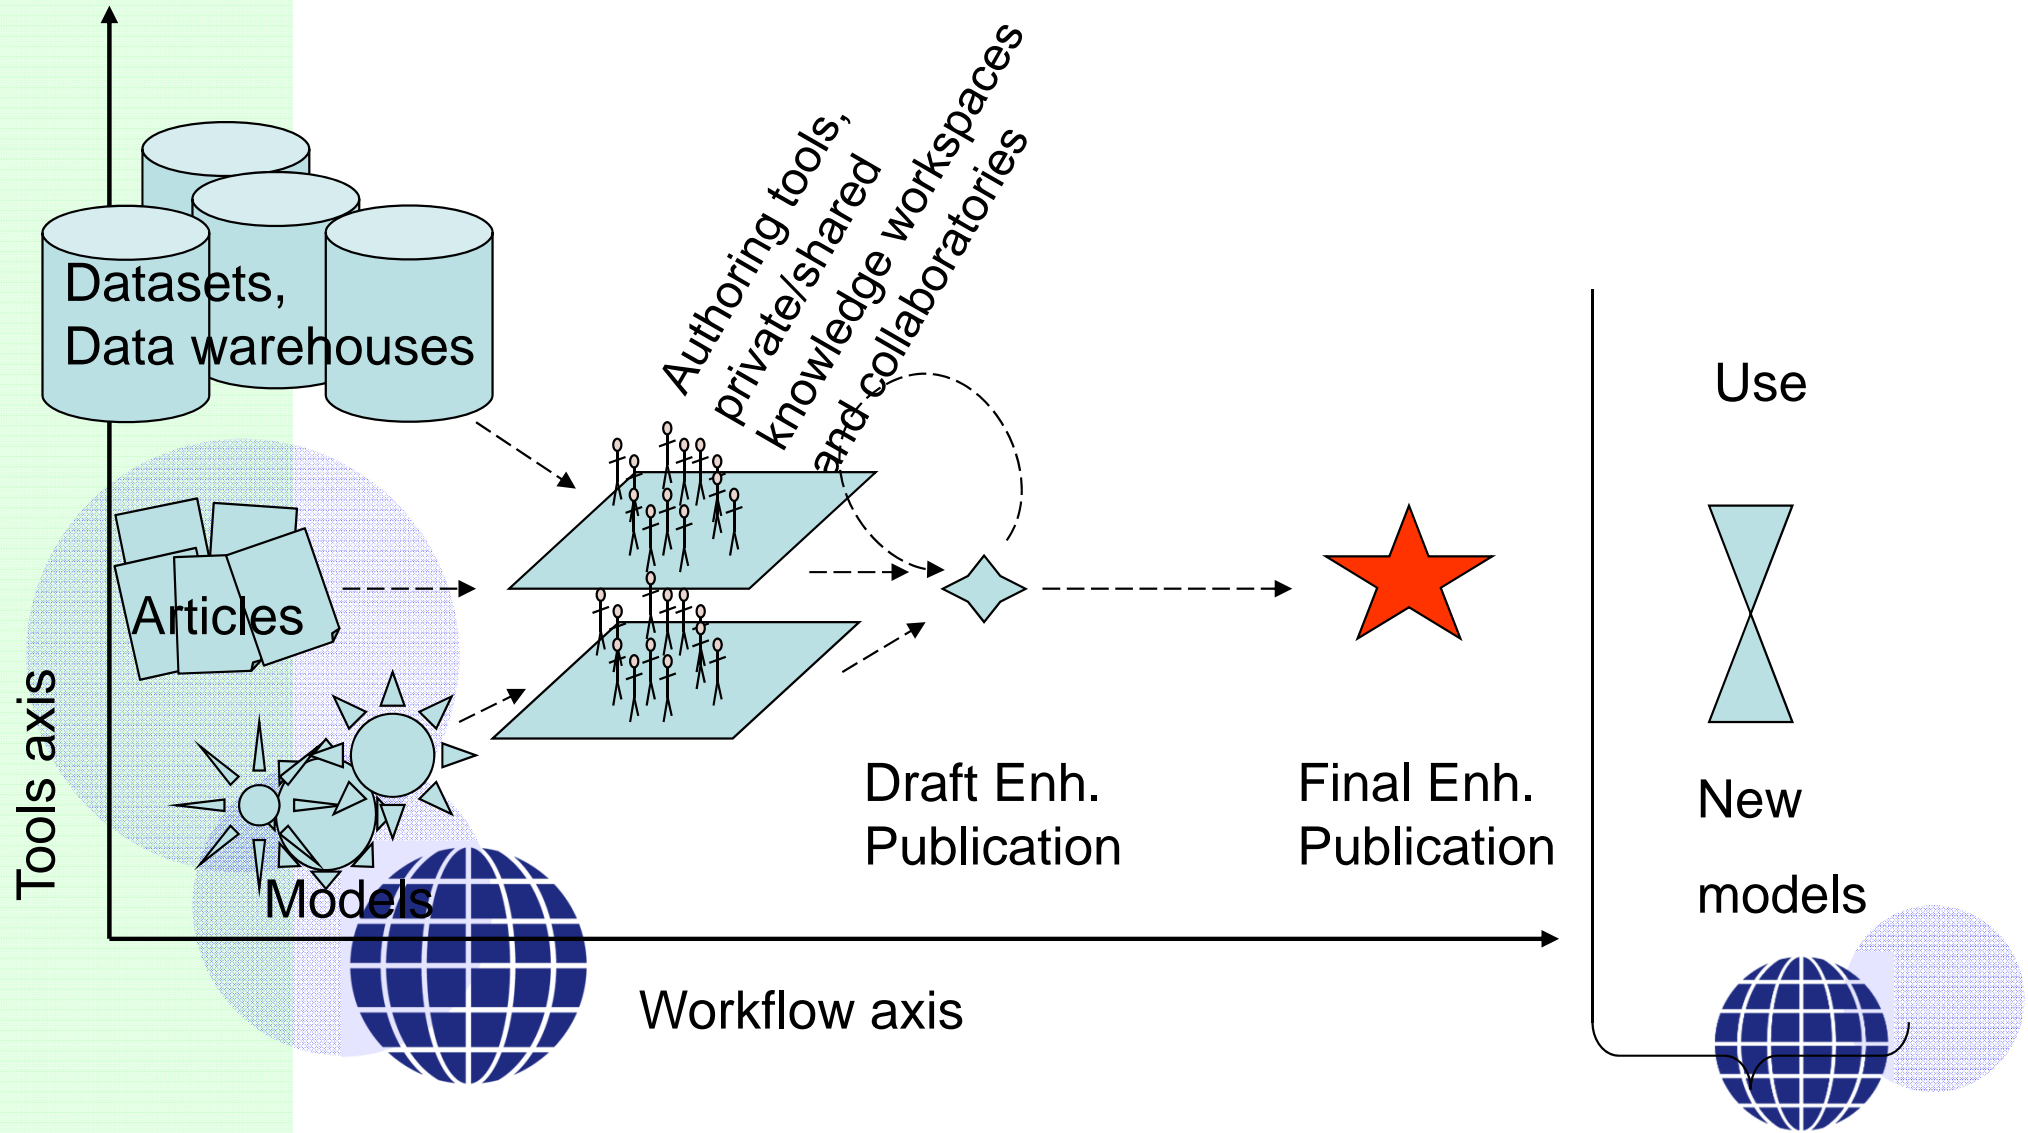 Authoring tools,
private/shared
knowledge workspaces
and collaboratories
Datasets,
Data warehouses
Use
Articles
Tools axis
Draft Enh.
Publication
Final Enh.
Publication
New
models
Models
Workflow axis